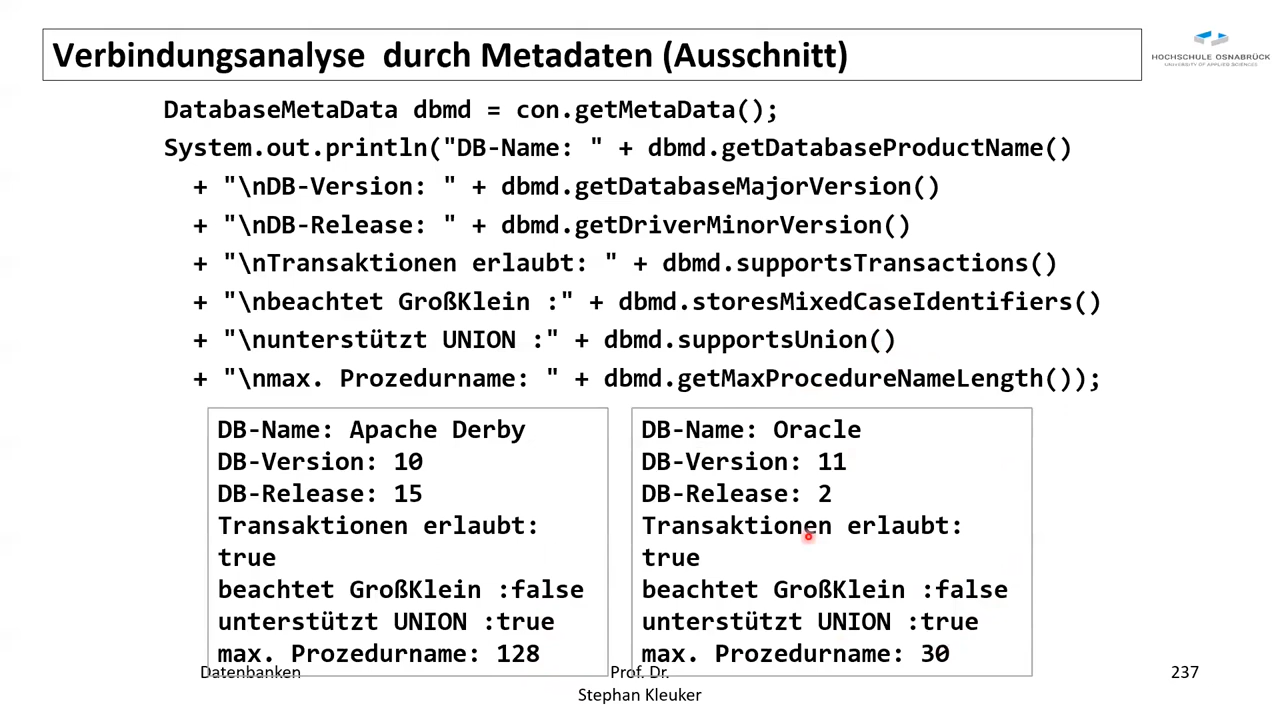 Verbindungsanalyse durch Metadaten (Ausschnitt)
HOCHSCHULE OSNABRÜCK
UNIVERSITY OF APPLIED SCIENCES
DatabaseMetaData dbmd = con.getMetaData();
System.out.println("DB-Name: " + dbmd.getDatabaseProductName()
+ "\nDB-Version: " + dbmd.getDatabaseMajorVersion()
+ "\nDB-Release: " + dbmd.getDriverMinorVersion()
+ "\nTransaktionen erlaubt: " + dbmd.supportsTransactions()
+ "\nbeachtet GroßKlein :" + dbmd.storesMixedCaseIdentifiers()
+ "\nunterstützt UNION :" + dbmd.supportsUnion()
+ "\nmax. Prozedurname: " + dbmd.getMaxProcedureNameLength());
DB-Name: Apache Derby
DB-Version: 10
DB-Release: 15
Transaktionen erlaubt:
true
beachtet GroßKlein :false
unterstützt UNION :true
max. Prozedurname: 128
DB-Name: Oracle
DB-Version: 11
DB-Release: 2
Transaktionen erlaubt:
true
beachtet GroßKlein :false
unterstützt UNION :true
max. Prozedurname: 30
Datenbanken
Prof. Dr.
Stephan Kleuker
237